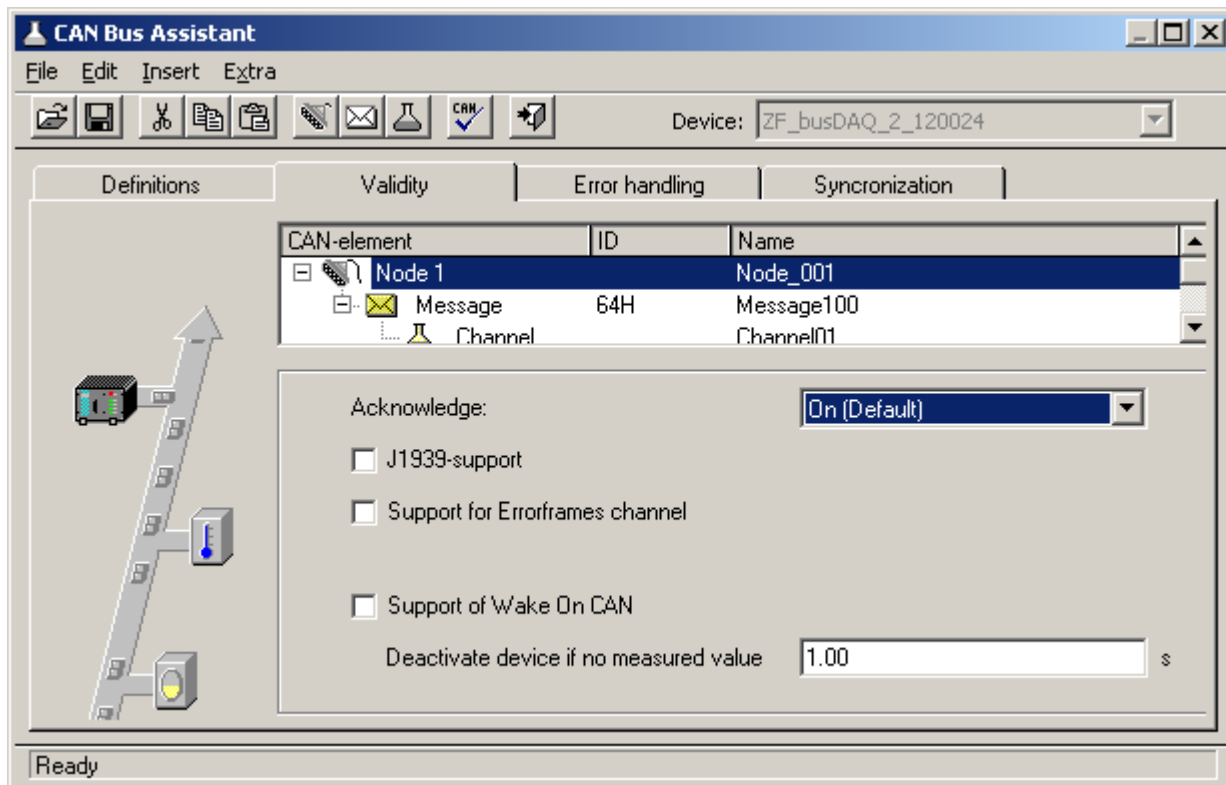 CAN Bus Assistant
File Edit Insert Extra
CAN Device: ZF_busDAQ_2_120024
Definitions Validity Error handling Syncronization
CAN-element ID Name
Node 1 Node_001
Message 64H Message100
Channel Channel01
Acknowledge: On (Default)
J1939-support
Support for Errorframes channel
Support of Wake On CAN
Deactivate device if no measured value 1.00 s
Ready